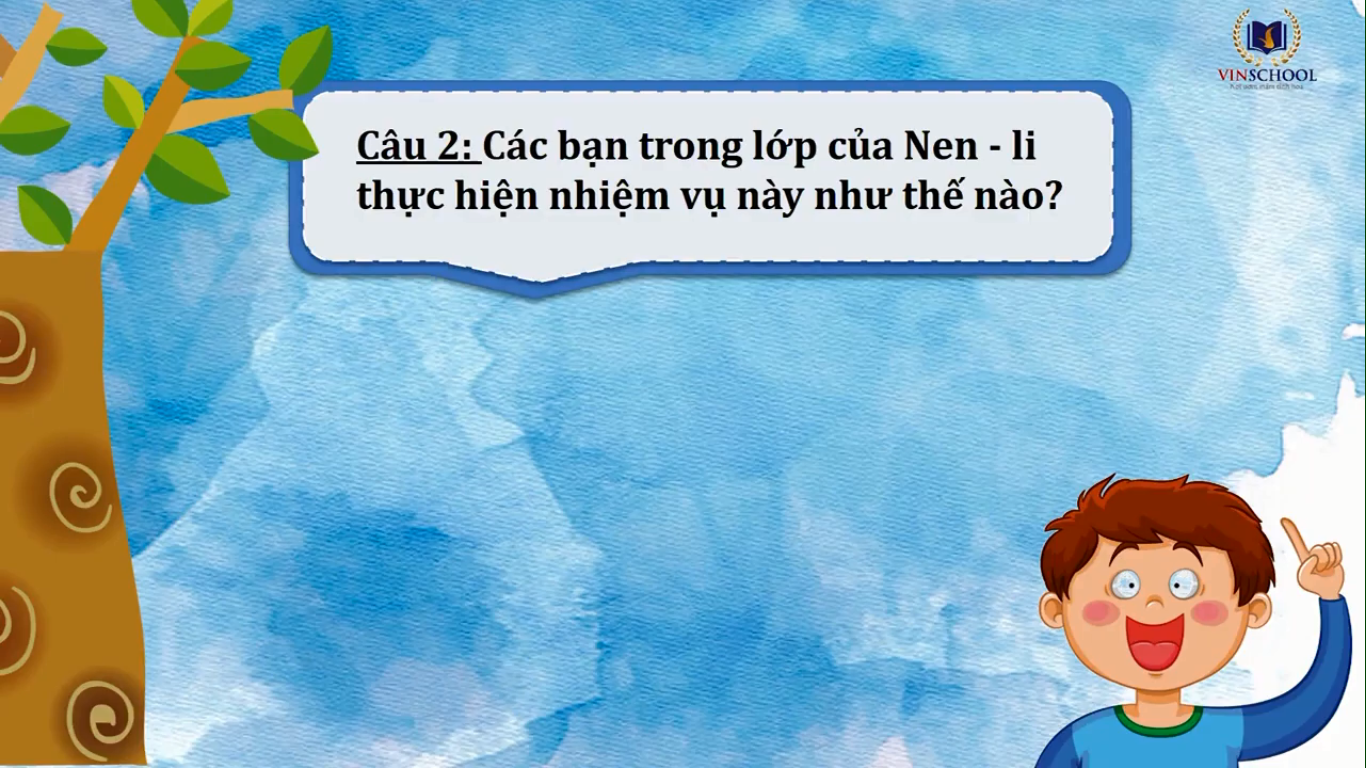 VINSCHOOL
Câu 2: Các bạn trong lớp của Nen - li
thực hiện nhiệm vụ này như thế nào?